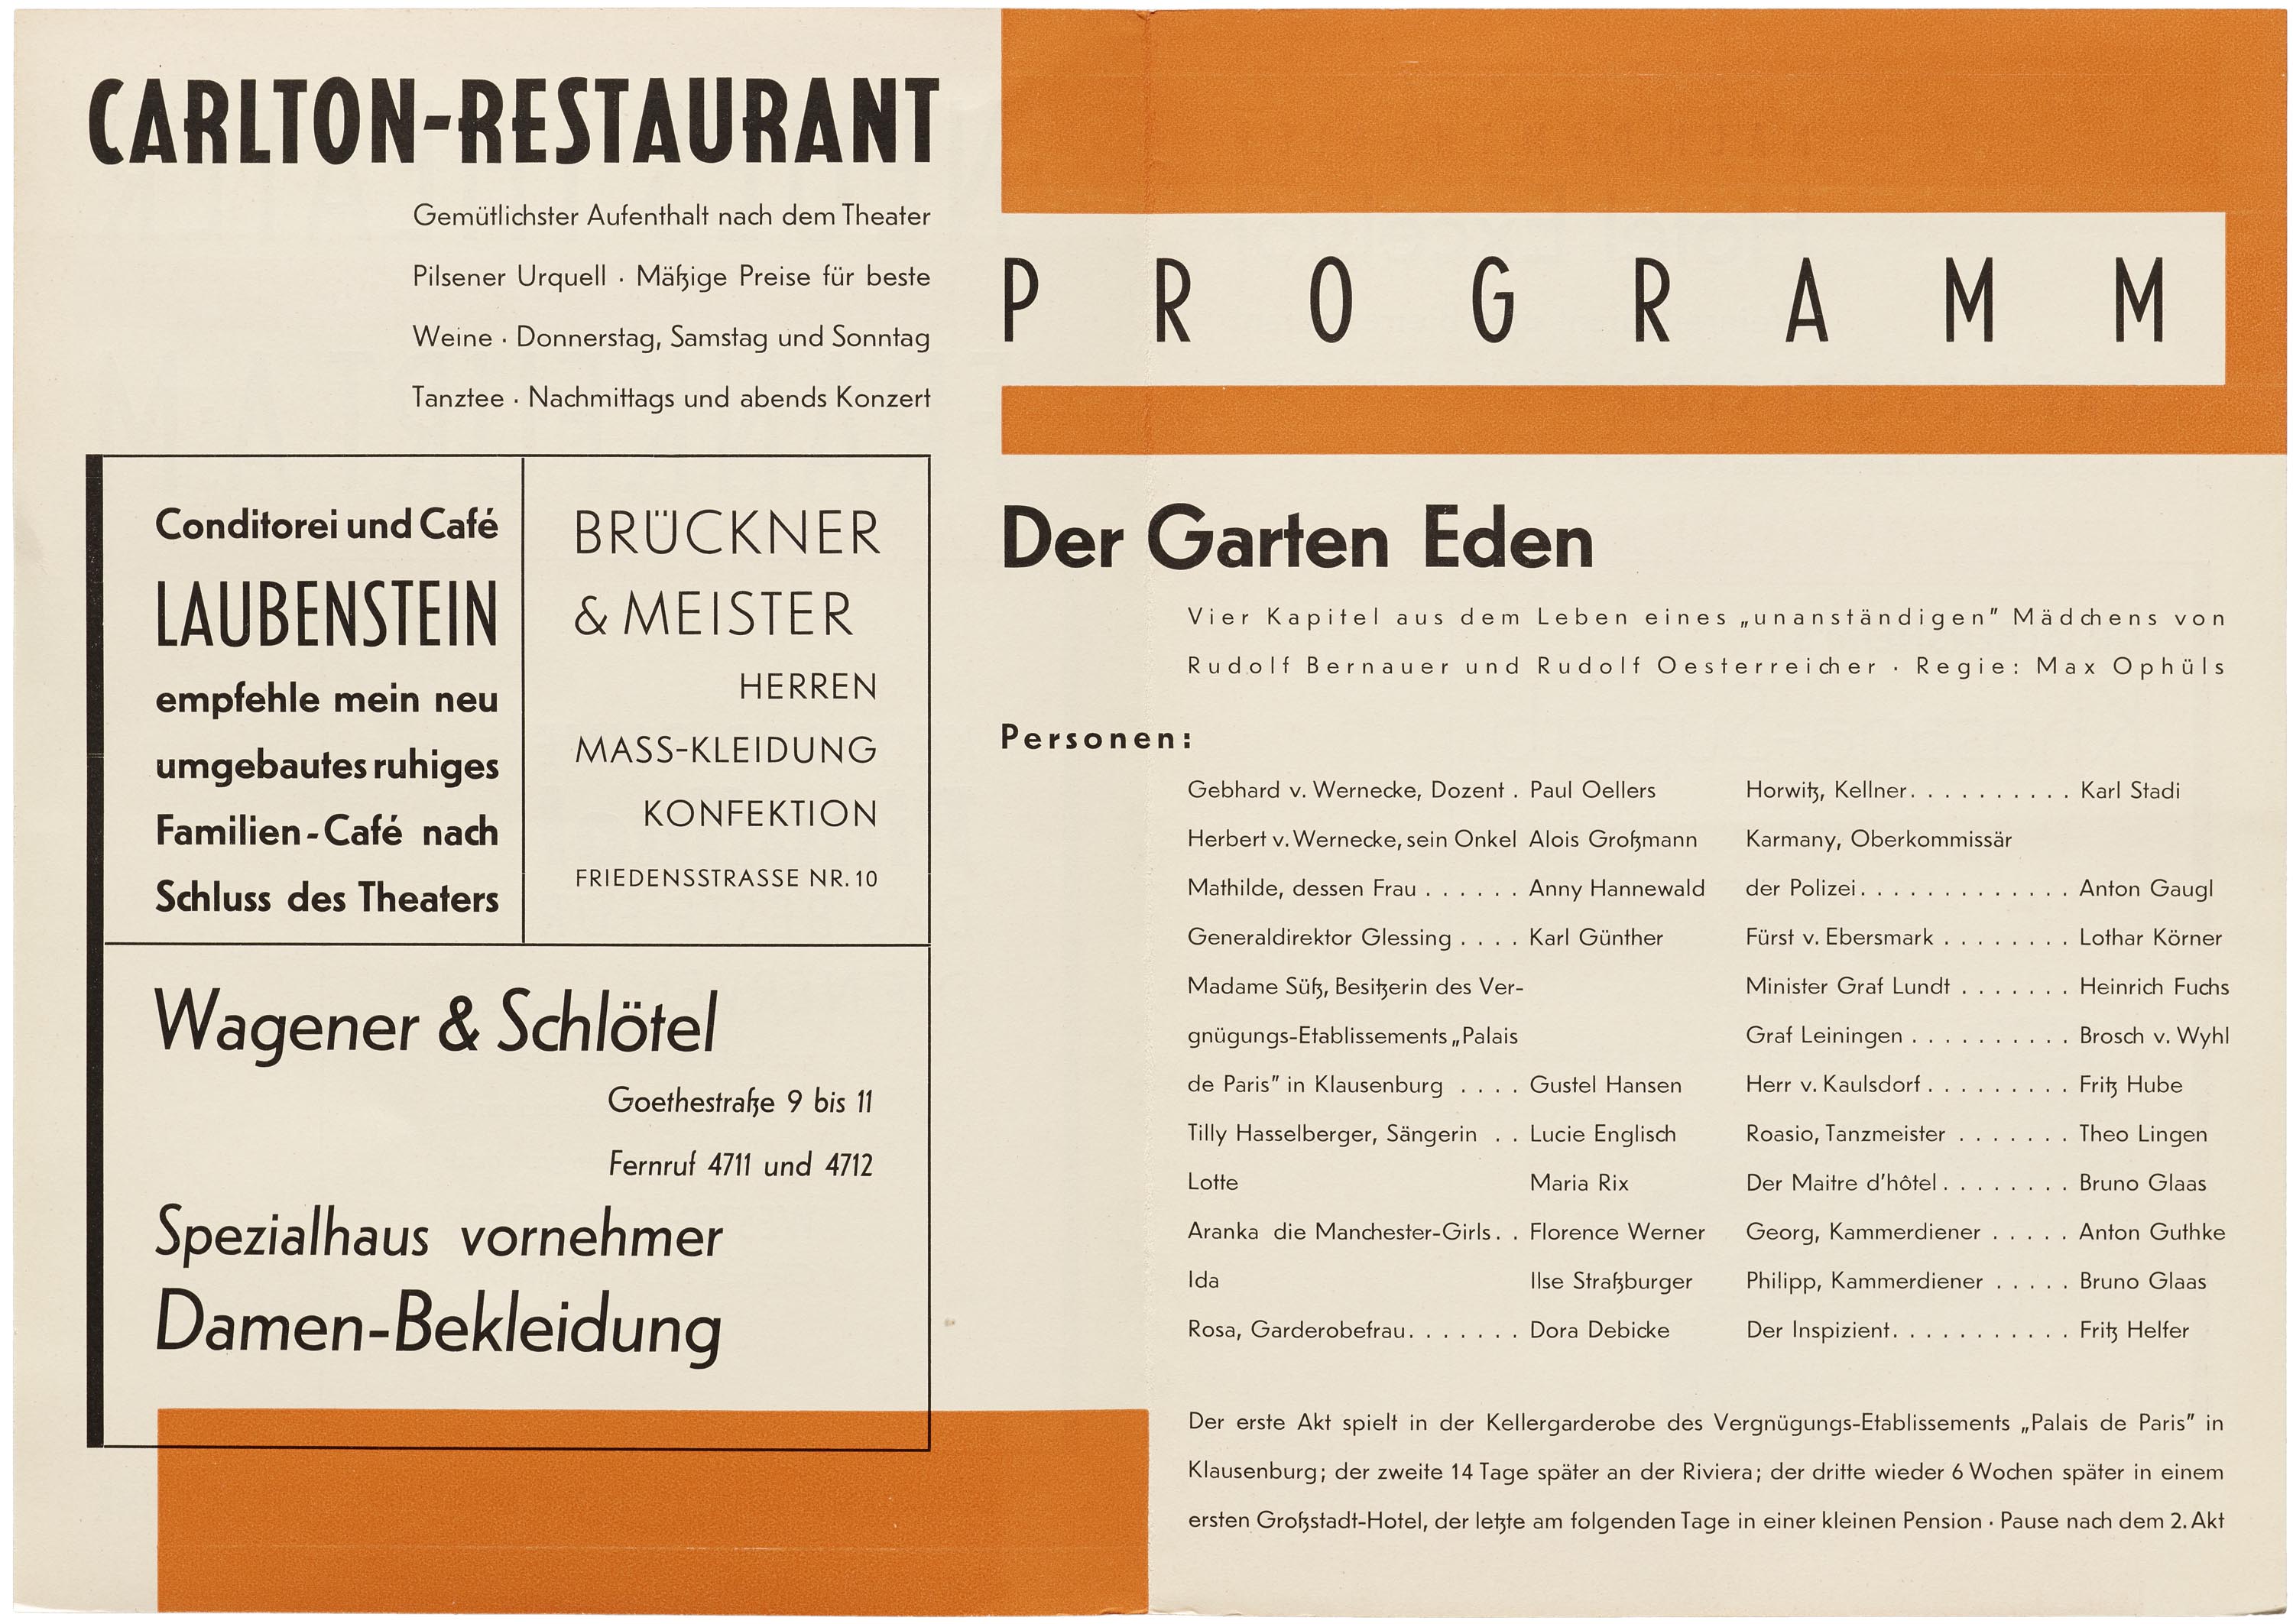 CARLTON-RESTAURANT
Gemütlichster Aufenthalt nach dem Theater
Pilsener Urquell · Mäßige Preise für beste
Weine · Donnerstag, Samstag und Sonntag
Tanztee · Nachmittags und abends Konzert
Conditorei und Café
LAUBENSTEIN
empfehle mein neu
umgebautes ruhiges
Familien-Café nach
Schluss des Theaters
BRÜCKNER
& MEISTER
HERREN
MASS-KLEIDUNG
KONFEKTION
FRIEDENSSTRASSE NR. 10
Wagener & Schlötel
Goethestraße 9 bis 11
Fernruf 4711 und 4712
Spezialhaus vornehmer
Damen-Bekleidung
PROGRAMM
Der Garten Eden
Vier Kapitel aus dem Leben eines „unanständigen” Mädchens von
Rudolf Bernauer und Rudolf Oesterreicher · Regie: Max Ophüls
Personen:
Gebhard v. Wernecke, Dozent . Paul Oellers
Herbert v. Wernecke, sein Onkel Alois Großmann
Mathilde, dessen Frau . . . . . . Anny Hannewald
Generaldirektor Glessing . . . . Karl Günther
Madame Süß, Besitzerin des Ver-
gnügungs-Etablissements „Palais
de Paris” in Klausenburg . . . . Gustel Hansen
Tilly Hasselberger, Sängerin . . Lucie Englisch
Lotte Maria Rix
Aranka die Manchester-Girls . . Florence Werner
Ida Ilse Straßburger
Rosa, Garderobefrau . . . . . . . Dora Debicke
Horwitz, Kellner . . . . . . . . . . Karl Stadi
Karmany, Oberkommissär
der Polizei . . . . . . . . . . . . . Anton Gaugl
Fürst v. Ebersmark . . . . . . . . Lothar Körner
Minister Graf Lundt . . . . . . . Heinrich Fuchs
Graf Leiningen . . . . . . . . . . Brosch v. Wyhl
Herr v. Kaulsdorf . . . . . . . . . Fritz Hube
Roasio, Tanzmeister . . . . . . . Theo Lingen
Der Maitre d'hôtel . . . . . . . . Bruno Glaas
Georg, Kammerdiener . . . . . Anton Guthke
Philipp, Kammerdiener . . . . . Bruno Glaas
Der Inspizient . . . . . . . . . . . Fritz Helfer
Der erste Akt spielt in der Kellergarderobe des Vergnügungs-Etablissements „Palais de Paris” in
Klausenburg; der zweite 14 Tage später an der Riviera; der dritte wieder 6 Wochen später in einem
ersten Großstadt-Hotel, der letzte am folgenden Tage in einer kleinen Pension · Pause nach dem 2. Akt